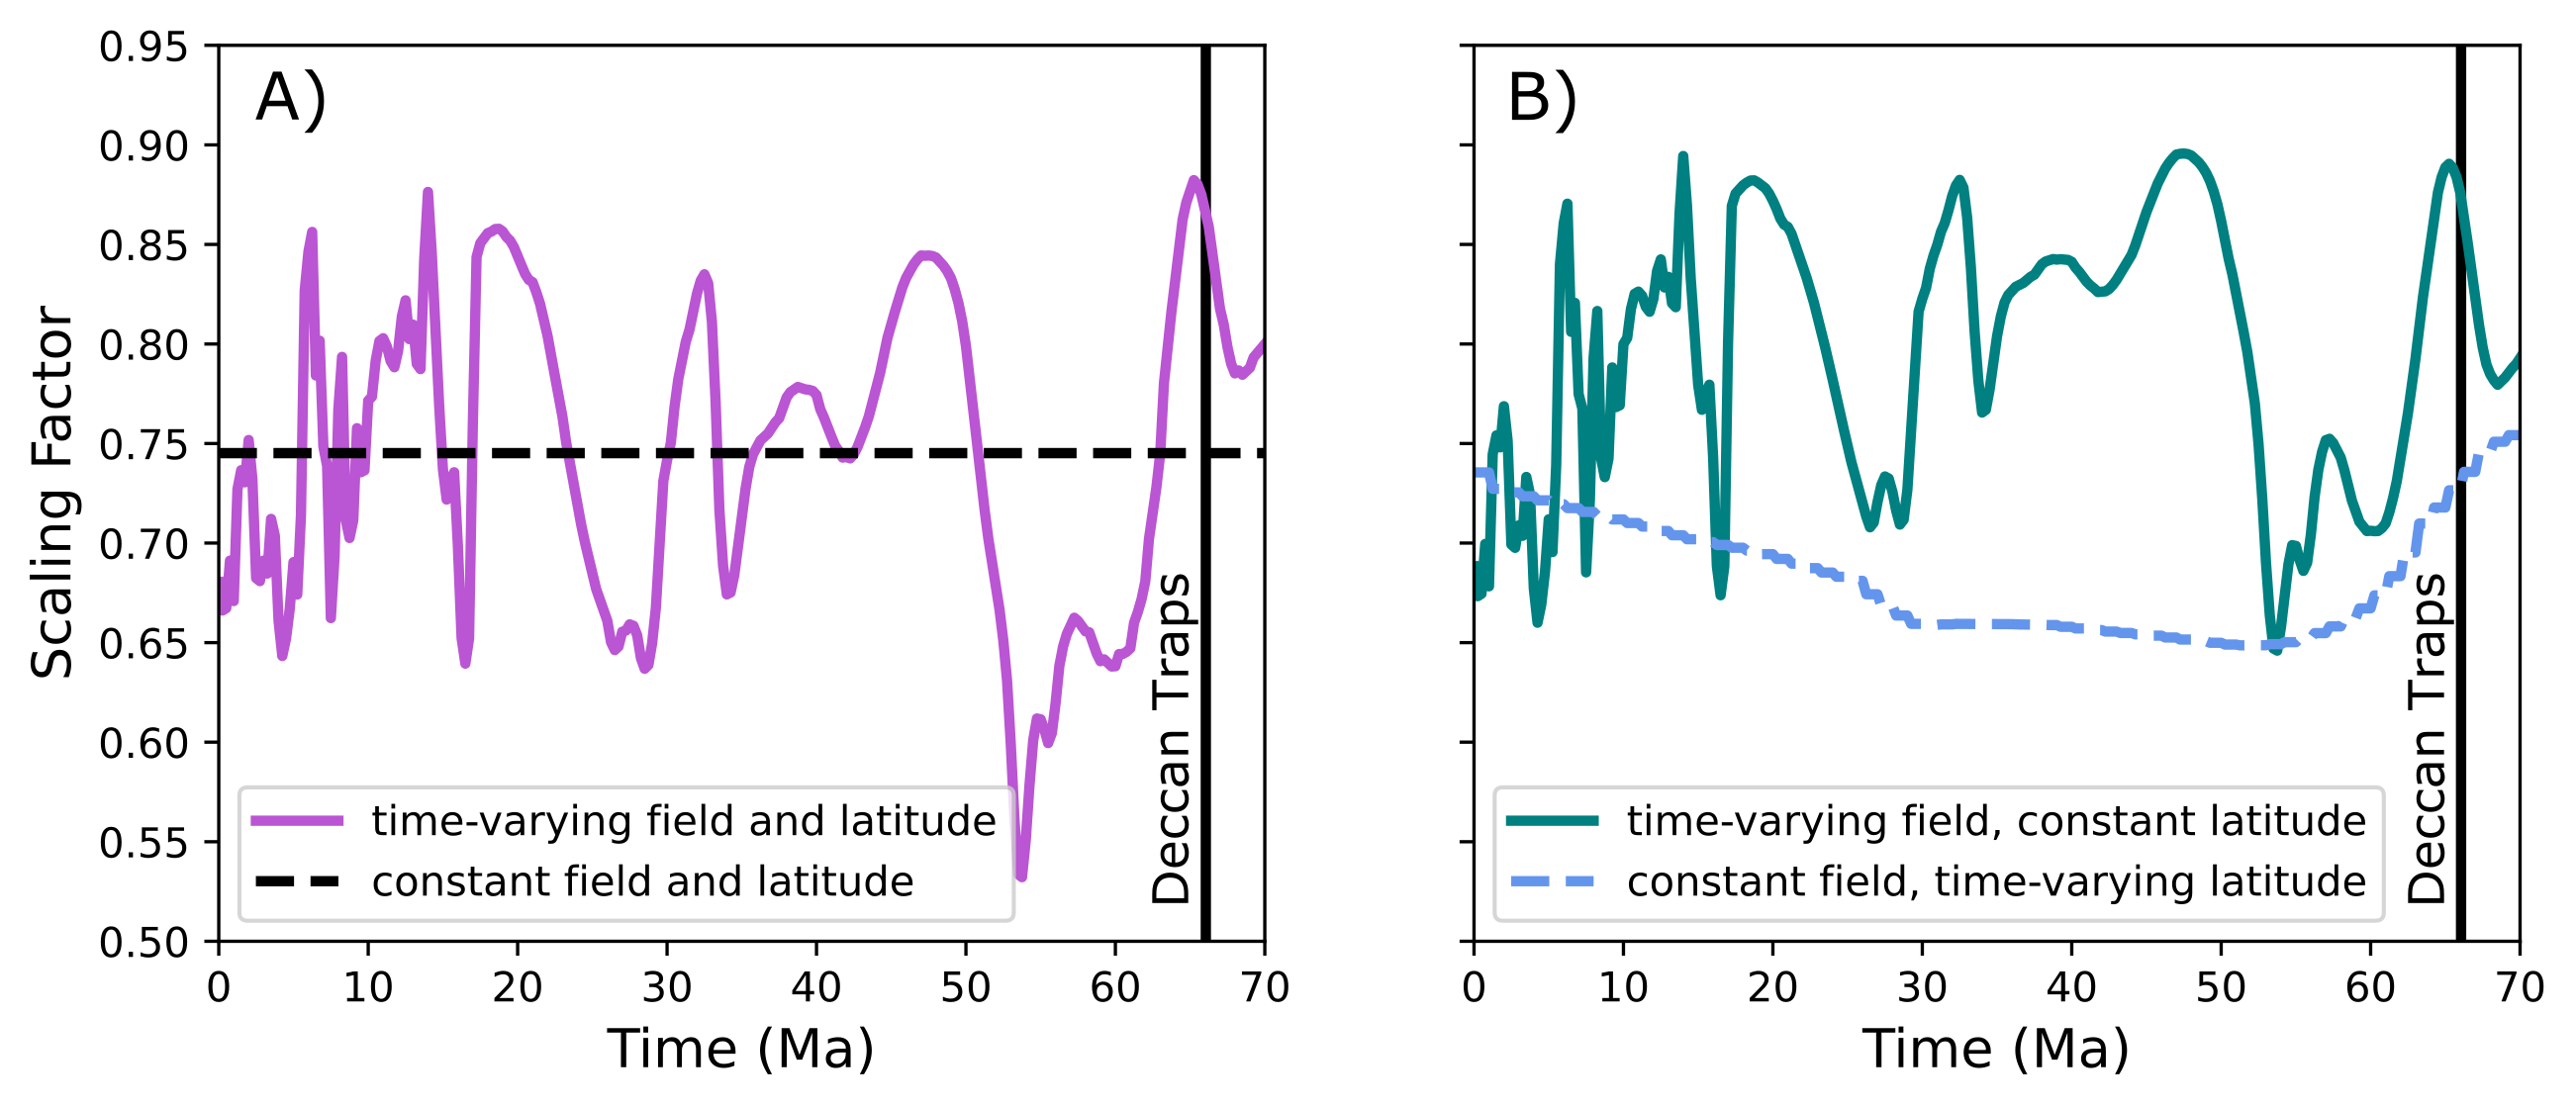 A)
0.95
0.90
0.85
0.80
0.75
0.70
0.65
0.60
0.55
0.50
Scaling Factor
Deccan Traps
time-varying field and latitude
constant field and latitude
0 10 20 30 40 50 60 70
Time (Ma)
B)
Deccan Traps
time-varying field, constant latitude
constant field, time-varying latitude
0 10 20 30 40 50 60 70
Time (Ma)